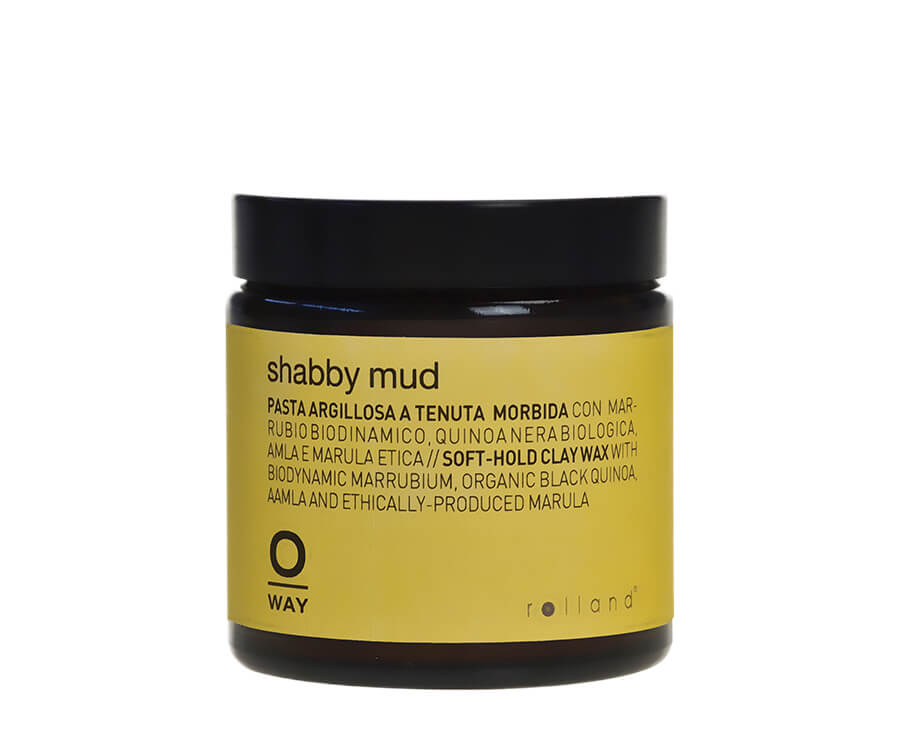 shabby mud
PASTA ARGILLOSA A TENUTA MORBIDA CON MAR-
RUBIO BIODINAMICO, QUINOA NERA BIOLOGICA,
AMLA E MARULA ETICA // SOFT-HOLD CLAY WAX WITH
BIODYNAMIC MARRUBIUM, ORGANIC BLACK QUINOA,
AAMLA AND ETHICALLY-PRODUCED MARULA
O
WAY
rolland®